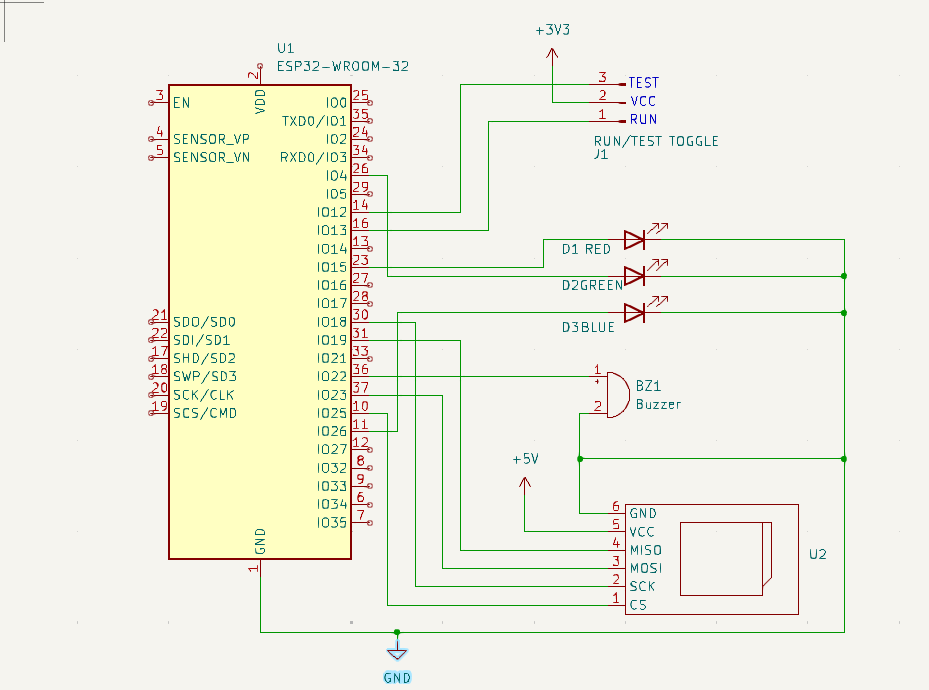 +3V3
U1
ESP32-WROOM-32
2
VDD
3 EN
4 SENSOR_VP
5 SENSOR_VN
21 SDO/SD0
22 SDI/SD1
17 SHD/SD2
18 SWP/SD3
20 SCK/CLK
19 SCS/CMD
IO0 25
TXD0/IO1 35
IO2 24
RXD0/IO3 34
IO4 26
IO5 29
IO12 14
IO13 16
IO14 13
IO15 23
IO16 27
IO17 28
IO18 30
IO19 31
IO21 33
IO22 36
IO23 37
IO25 10
IO26 11
IO27 12
IO32 8
IO33 9
IO34 6
IO35 7
GND
1
3 TEST
2 VCC
1 RUN
RUN/TEST TOGGLE
J1
D1 RED
D2GREEN
D3BLUE
1
+
2
BZ1
Buzzer
+5V
6 GND
5 VCC
4 MISO
3 MOSI
2 SCK
1 CS
U2
GND